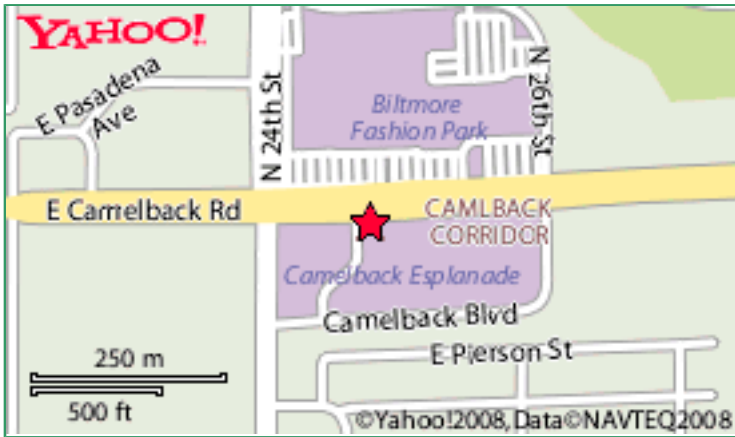 YAHOO!
E Pasadena
Ave
N 24th St
Biltmore
Fashion Park
N 26th St
E Camelback Rd
CAMLBACK
CORRIDOR
Camelback Esplanade
Camelback Blvd
E Pierson St
250 m
500 ft
©Yahoo!2008, Data©NAVTEQ2008